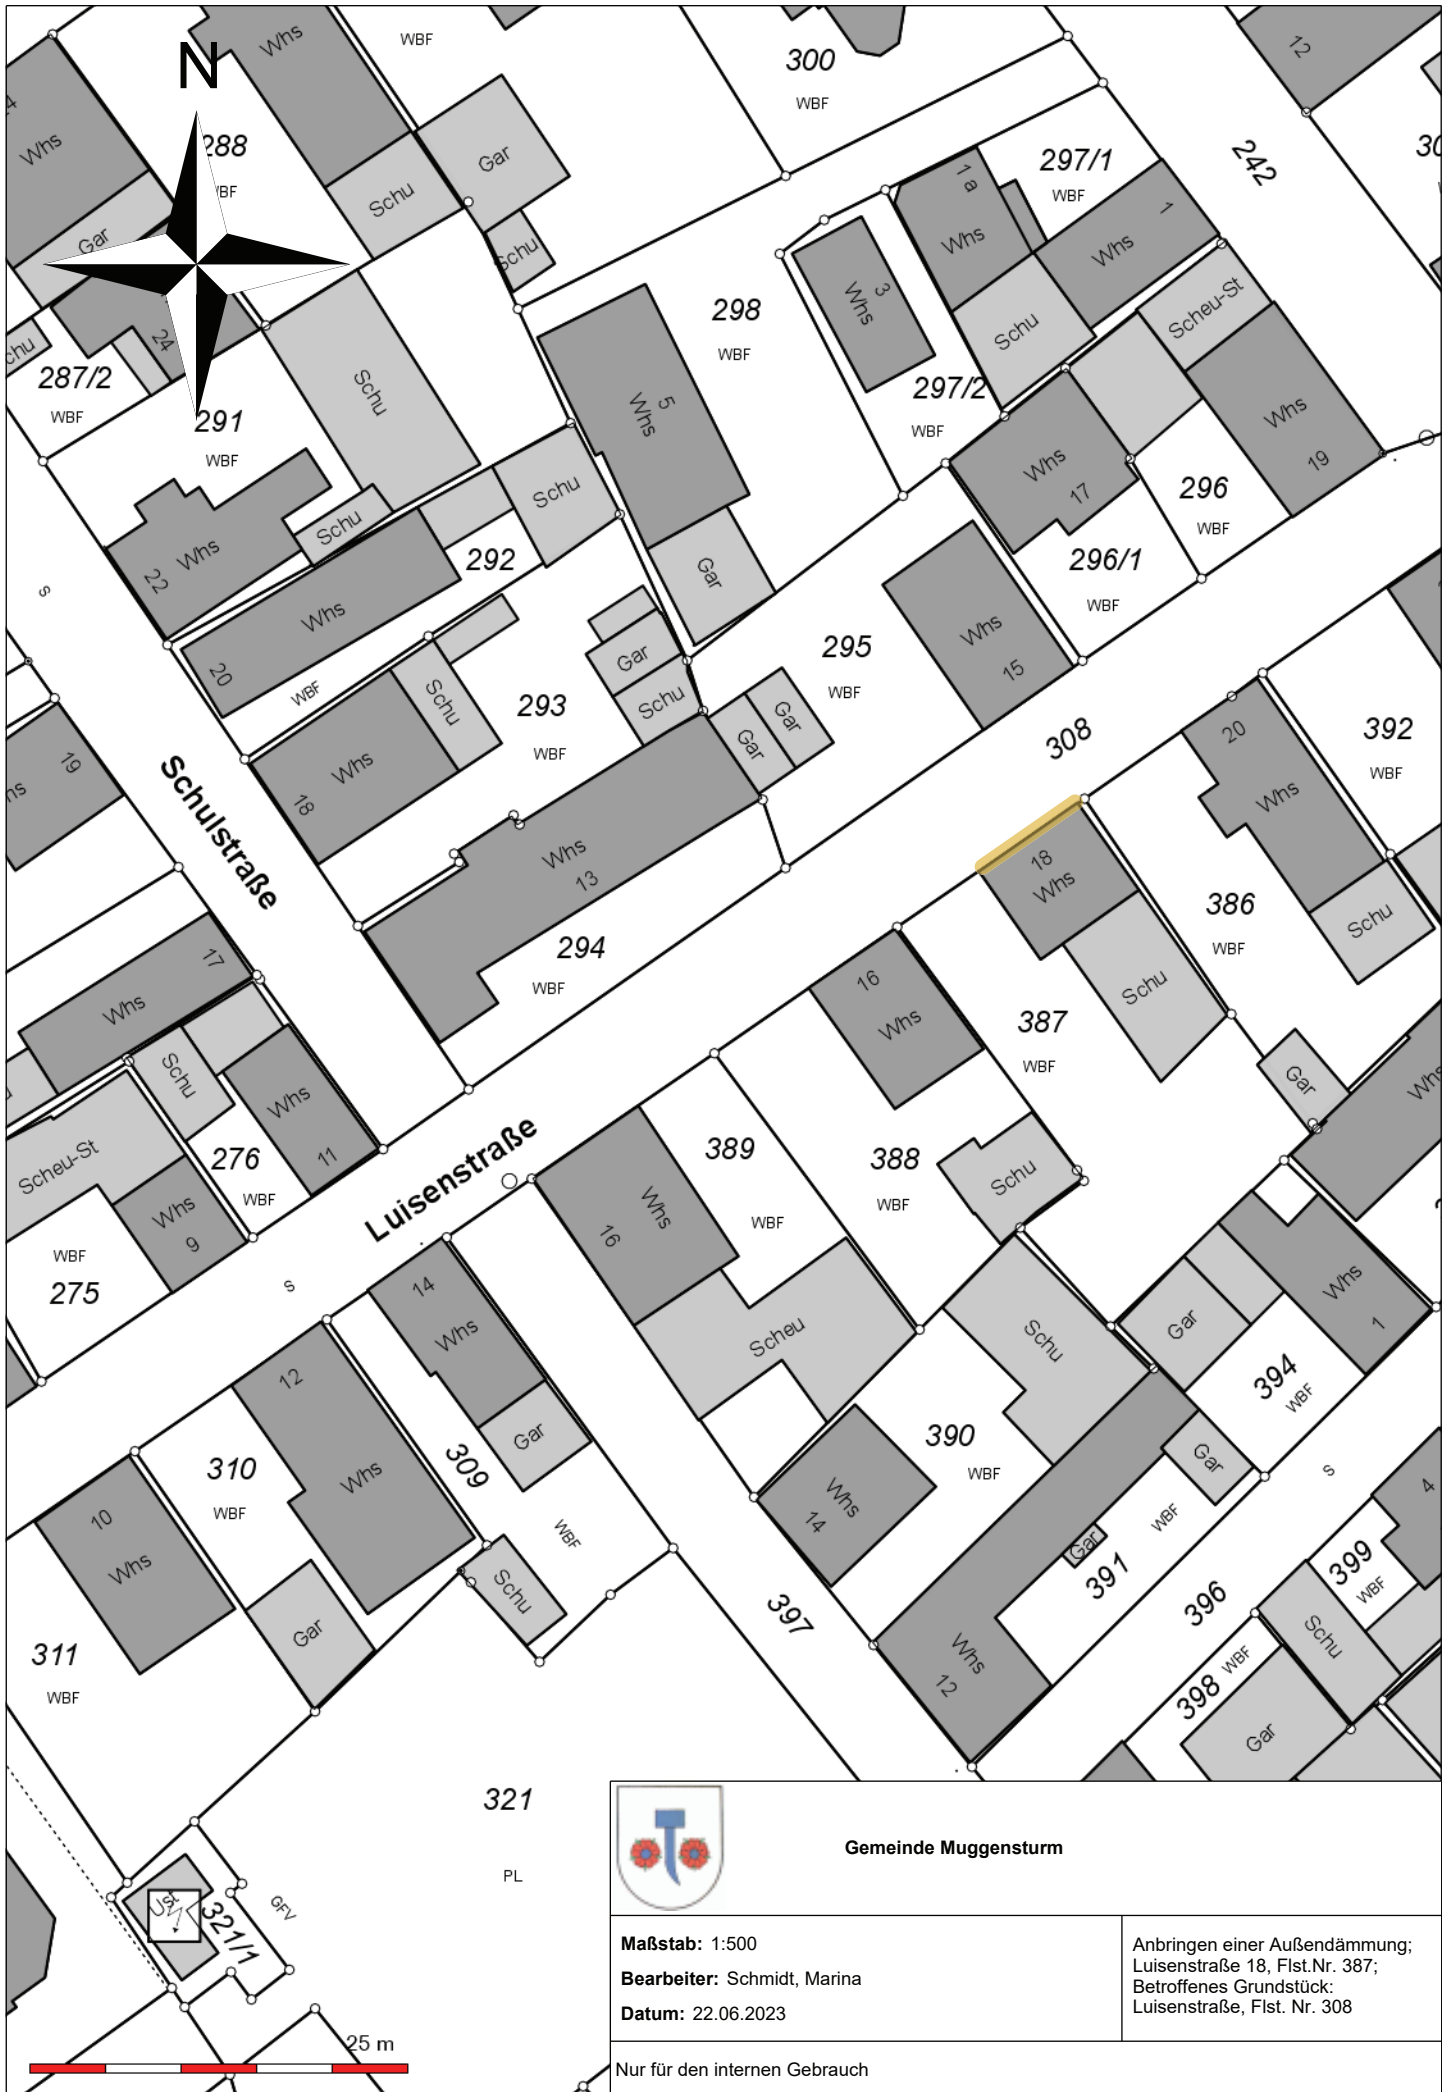 N
WBF
300
WBF
12
Whs
Whs
288
Gar
Schu
Schu
Gar
242
297/1
WBF
1 a
Whs
1
Whs
Schu
Scheu-St
3
Whs
298
WBF
297/2
WBF
24
287/2
WBF
291
WBF
Schu
5
Whs
Whs
17
Whs
19
296
WBF
296/1
WBF
Schu
Schu
Whs
22
292
Whs
20
WBF
Gar
Gar
Schu
293
WBF
Schu
Whs
18
295
WBF
Whs
15
Gar
Gar
s
19
Schulstraße
308
20
Whs
392
WBF
Whs
13
18
Whs
386
WBF
Schu
294
WBF
17
Whs
16
Whs
Schu
387
WBF
Schu
Whs
11
276
WBF
Scheu-St
Whs
9
WBF
275
Luisenstraße
s
389
WBF
388
WBF
Schu
Gar
Whs
Whs
16
14
Whs
Scheu
Schu
Gar
Whs
1
394
WBF
12
Whs
Gar
309
WBF
310
WBF
390
WBF
Gar
s
4
10
Whs
Whs
14
Gar
WBF
391
399
WBF
Gar
Schu
397
396
Schu
311
WBF
Whs
12
WBF
398
Gar
321
PL
Ust
321/1
GFV
25 m
Gemeinde Muggensturm
Maßstab: 1:500
Bearbeiter: Schmidt, Marina
Datum: 22.06.2023
Anbringen einer Außendämmung;
Luisenstraße 18, Flst.Nr. 387;
Betroffenes Grundstück:
Luisenstraße, Flst. Nr. 308
Nur für den internen Gebrauch